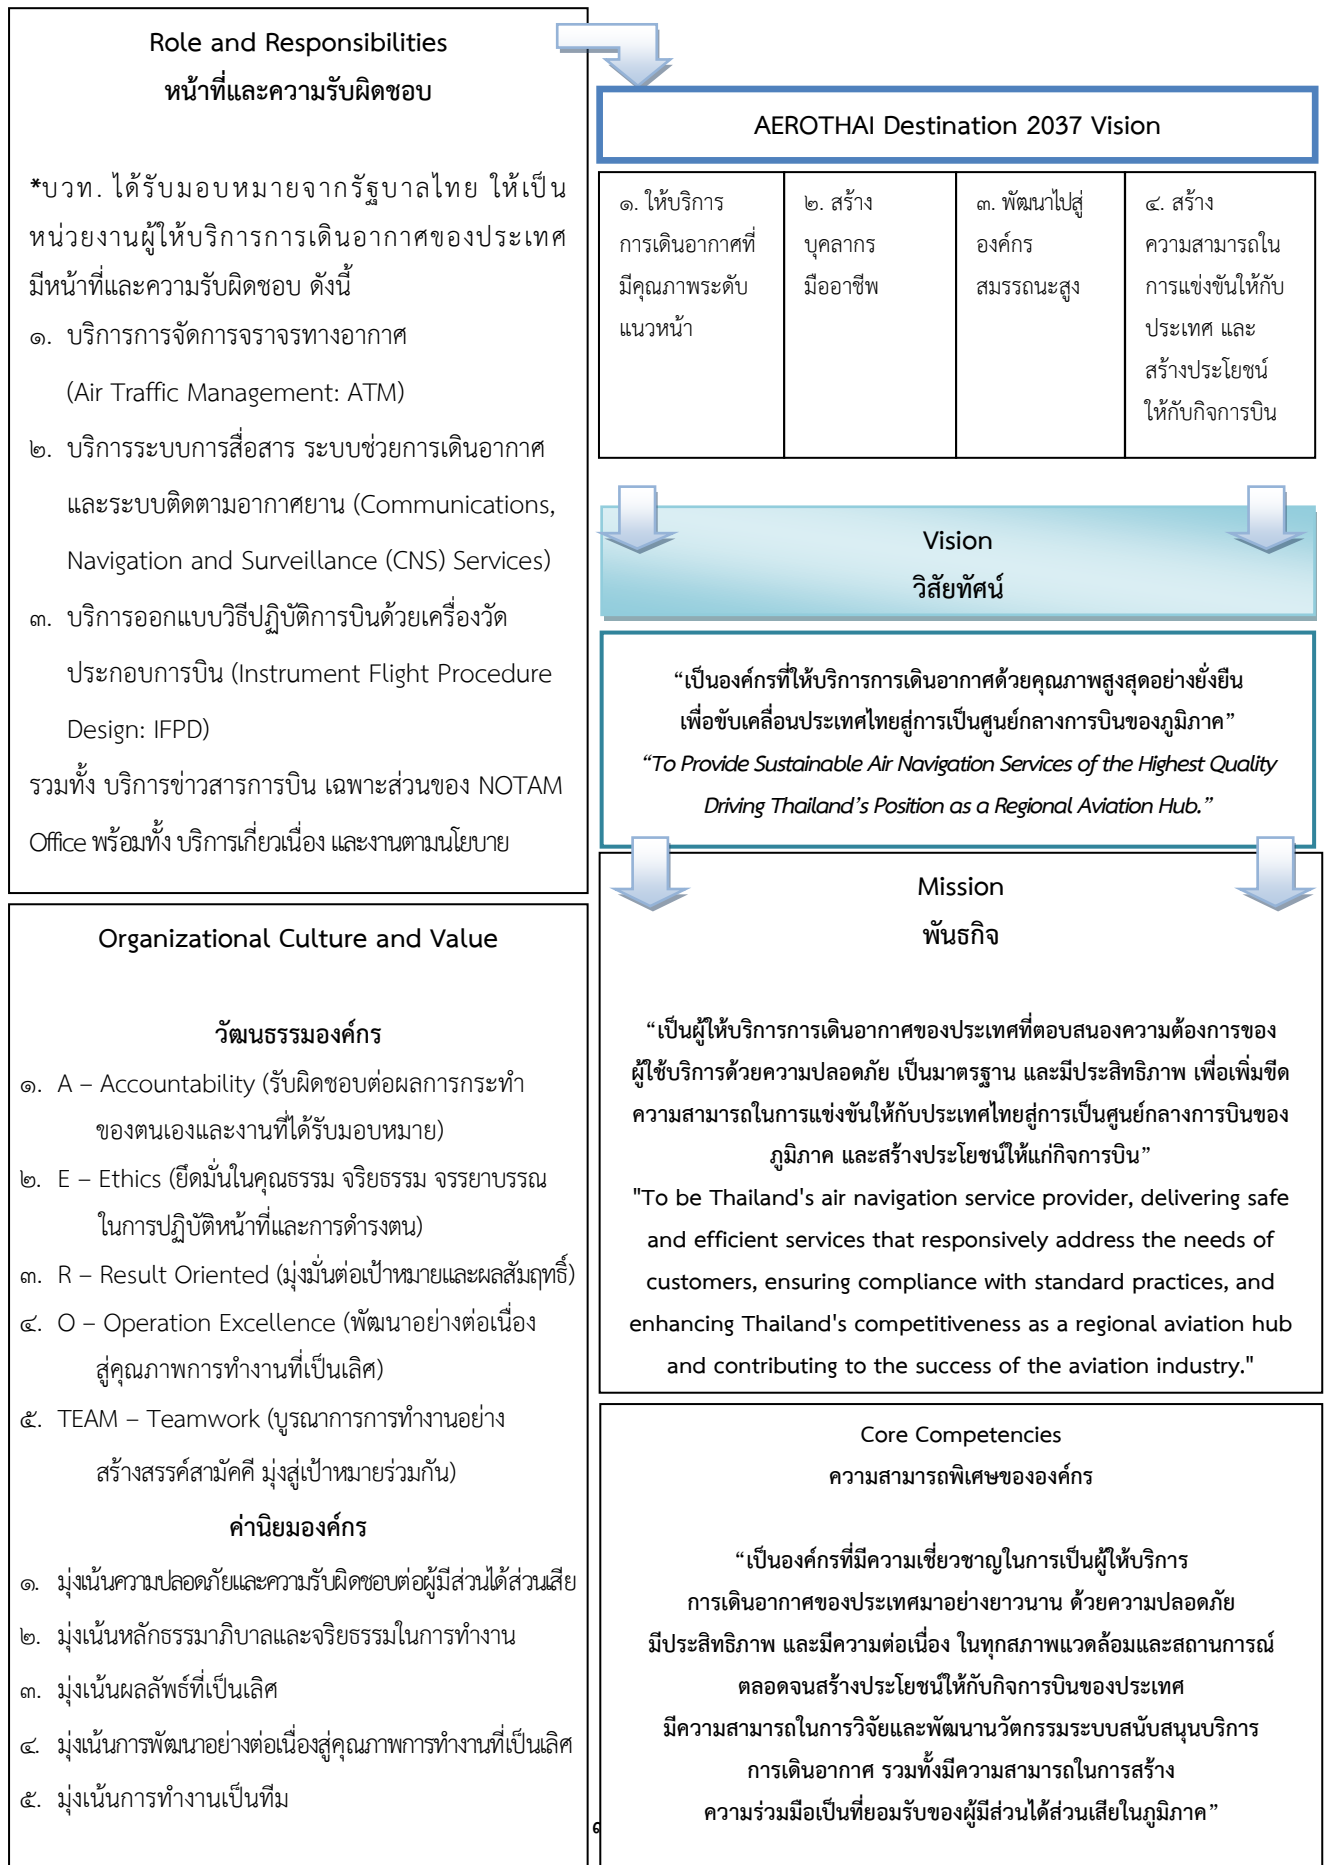 Role and Responsibilities
หน้าที่และความรับผิดชอบ
*บวท. ได้รับมอบหมายจากรัฐบาลไทย ให้เป็น
หน่วยงานผู้ให้บริการการเดินอากาศของประเทศ
มีหน้าที่และความรับผิดชอบ ดังนี้
๑. บริการการจัดการจราจรทางอากาศ
(Air Traffic Management: ATM)
๒. บริการระบบการสื่อสาร ระบบช่วยการเดินอากาศ
และระบบติดตามอากาศยาน (Communications,
Navigation and Surveillance (CNS) Services)
๓. บริการออกแบบวิธีปฏิบัติการบินด้วยเครื่องวัด
ประกอบการบิน (Instrument Flight Procedure
Design: IFPD)
รวมทั้ง บริการข่าวสารการบิน เฉพาะส่วนของ NOTAM
Office พร้อมทั้ง บริการเกี่ยวเนื่อง และงานตามนโยบาย
Organizational Culture and Value
วัฒนธรรมองค์กร
๑. A – Accountability (รับผิดชอบต่อผลการกระทำ
ของตนเองและงานที่ได้รับมอบหมาย)
๒. E – Ethics (ยึดมั่นในคุณธรรม จริยธรรม จรรยาบรรณ
ในการปฏิบัติหน้าที่และการดำรงตน)
๓. R – Result Oriented (มุ่งมั่นต่อเป้าหมายและผลสัมฤทธิ์)
๔. O – Operation Excellence (พัฒนาอย่างต่อเนื่อง
สู่คุณภาพการทำงานที่เป็นเลิศ)
๕. TEAM – Teamwork (บูรณาการการทำงานอย่าง
สร้างสรรค์สามัคคี มุ่งสู่เป้าหมายร่วมกัน)
ค่านิยมองค์กร
๑. มุ่งเน้นความปลอดภัยและความรับผิดชอบต่อผู้มีส่วนได้ส่วนเสีย
๒. มุ่งเน้นหลักธรรมาภิบาลและจริยธรรมในการทำงาน
๓. มุ่งเน้นผลลัพธ์ที่เป็นเลิศ
๔. มุ่งเน้นการพัฒนาอย่างต่อเนื่องสู่คุณภาพการทำงานที่เป็นเลิศ
๕. มุ่งเน้นการทำงานเป็นทีม
AEROTHAI Destination 2037 Vision
๑. ให้บริการ
การเดินอากาศที่
มีคุณภาพระดับ
แนวหน้า
๒. สร้าง
บุคลากร
มืออาชีพ
๓. พัฒนาไปสู่
องค์กร
สมรรถนะสูง
๔. สร้าง
ความสามารถใน
การแข่งขันให้กับ
ประเทศ และ
สร้างประโยชน์
ให้กับกิจการบิน
Vision
วิสัยทัศน์
“เป็นองค์กรที่ให้บริการการเดินอากาศด้วยคุณภาพสูงสุดอย่างยั่งยืน
เพื่อขับเคลื่อนประเทศไทยสู่การเป็นศูนย์กลางการบินของภูมิภาค”
“To Provide Sustainable Air Navigation Services of the Highest Quality
Driving Thailand’s Position as a Regional Aviation Hub.”
Mission
พันธกิจ
“เป็นผู้ให้บริการการเดินอากาศของประเทศที่ตอบสนองความต้องการของ
ผู้ใช้บริการด้วยความปลอดภัย เป็นมาตรฐาน และมีประสิทธิภาพ เพื่อเพิ่มขีด
ความสามารถในการแข่งขันให้กับประเทศไทยสู่การเป็นศูนย์กลางการบินของ
ภูมิภาค และสร้างประโยชน์ให้แก่กิจการบิน”
"To be Thailand's air navigation service provider, delivering safe
and efficient services that responsively address the needs of
customers, ensuring compliance with standard practices, and
enhancing Thailand's competitiveness as a regional aviation hub
and contributing to the success of the aviation industry."
Core Competencies
ความสามารถพิเศษขององค์กร
“เป็นองค์กรที่มีความเชี่ยวชาญในการเป็นผู้ให้บริการ
การเดินอากาศของประเทศมาอย่างยาวนาน ด้วยความปลอดภัย
มีประสิทธิภาพ และมีความต่อเนื่อง ในทุกสภาพแวดล้อมและสถานการณ์
ตลอดจนสร้างประโยชน์ให้กับกิจการบินของประเทศ
มีความสามารถในการวิจัยและพัฒนานวัตกรรมระบบสนับสนุนบริการ
การเดินอากาศ รวมทั้งมีความสามารถในการสร้าง
ความร่วมมือเป็นที่ยอมรับของผู้มีส่วนได้ส่วนเสียในภูมิภาค”